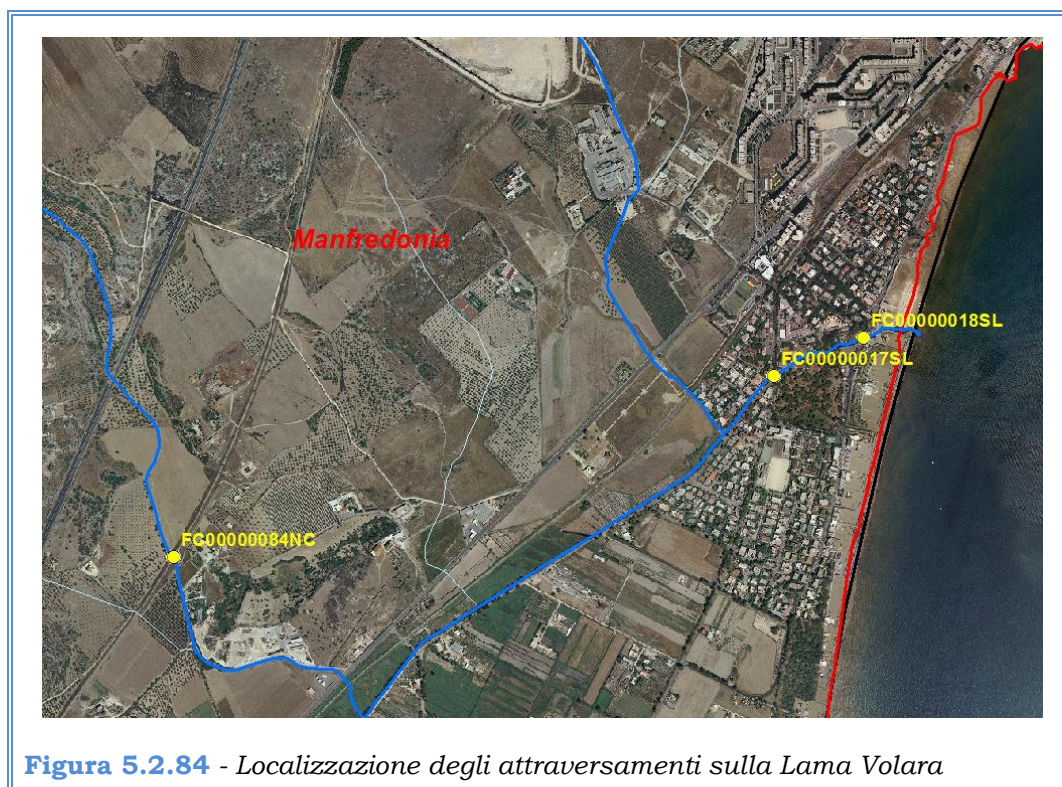 Manfredonia
FC00000018SL
FC00000017SL
FC00000084NC
Figura 5.2.84 - Localizzazione degli attraversamenti sulla Lama Volara